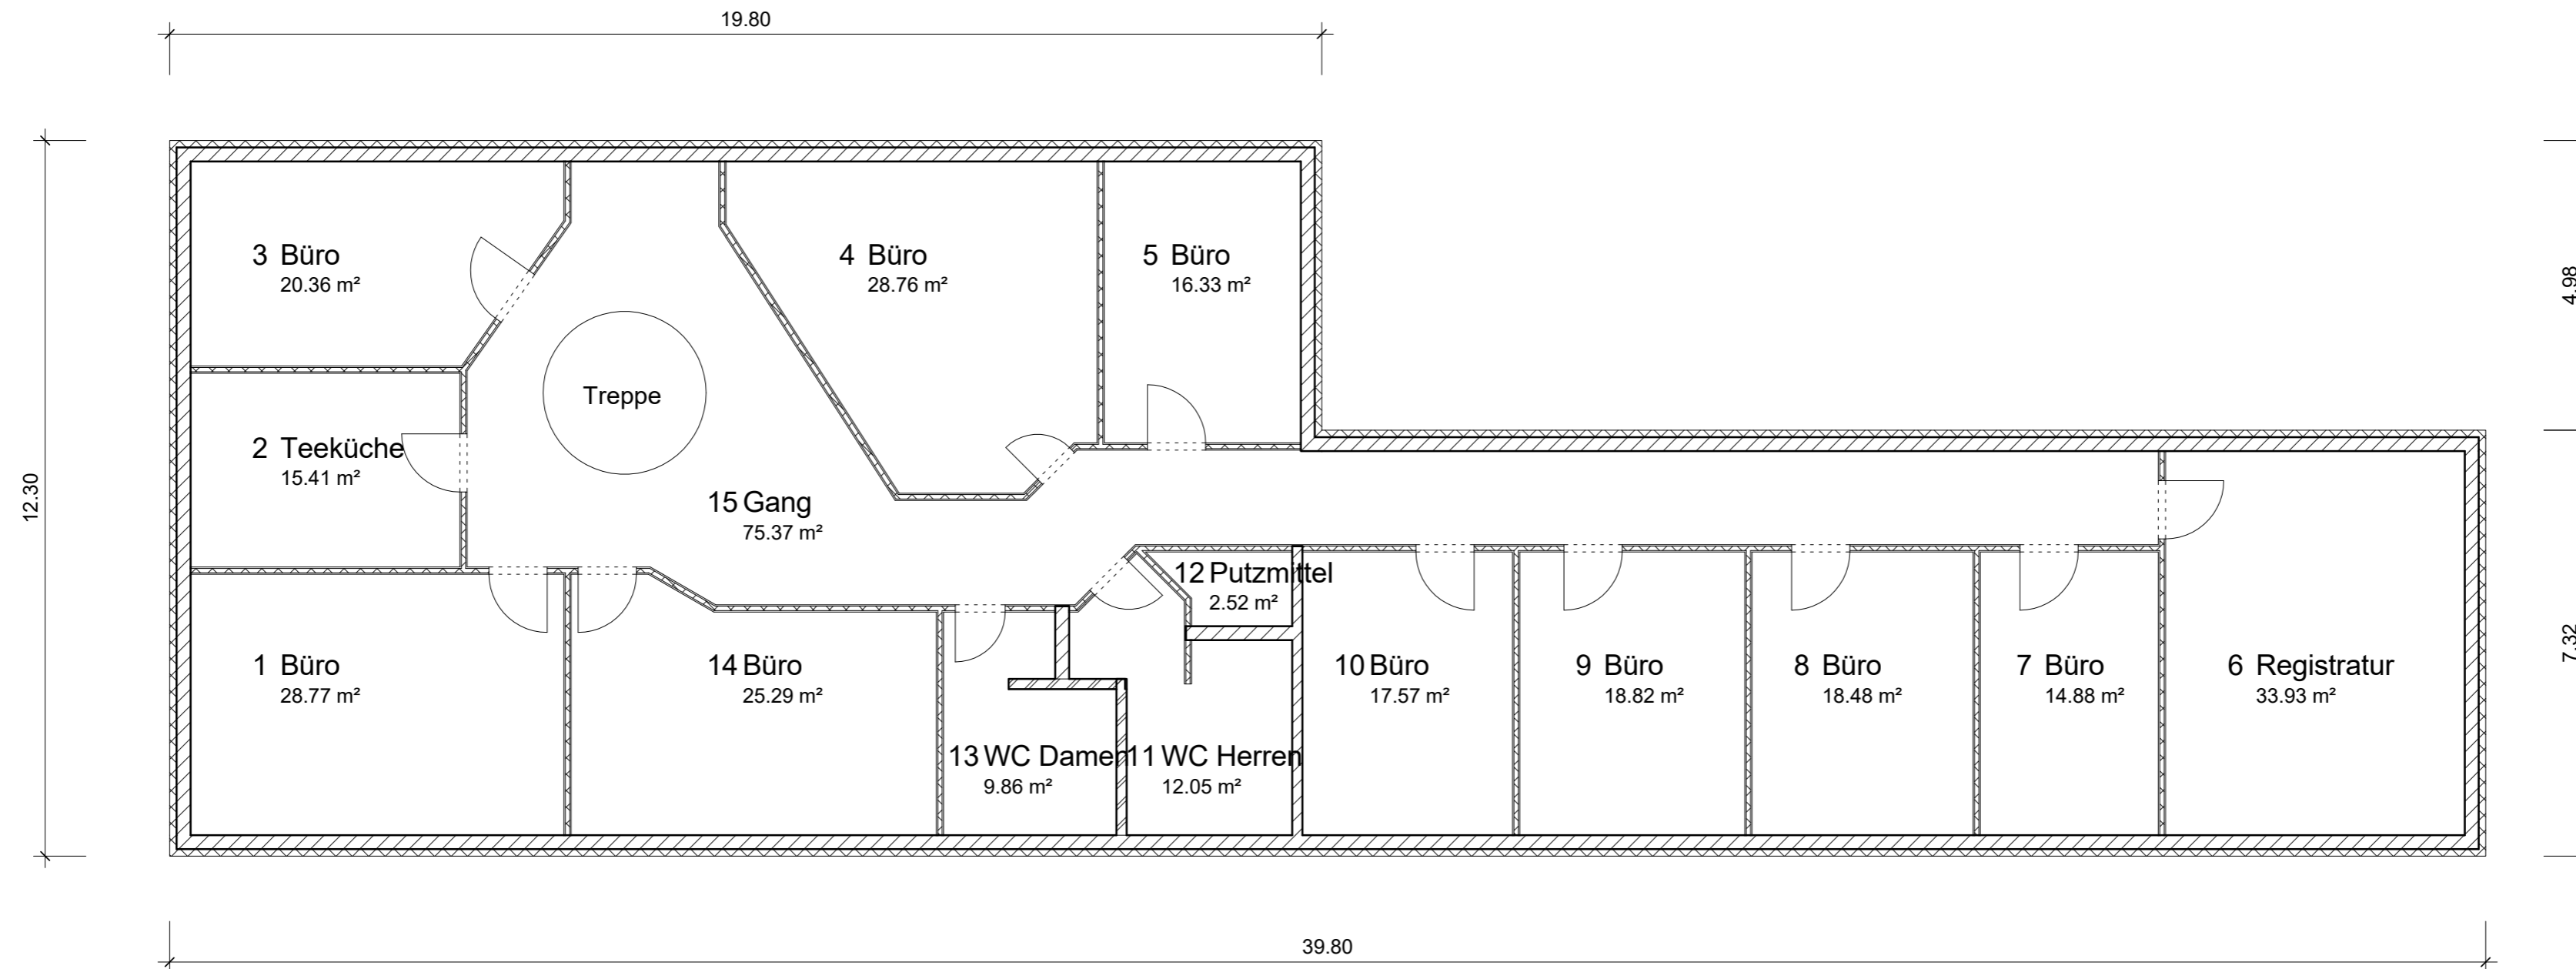 19.80
3 Büro
20.36 m²
4 Büro
28.76 m²
5 Büro
16.33 m²
4.98
Treppe
2 Teeküche
15.41 m²
12.30
15 Gang
75.37 m²
12 Putzmittel
2.52 m²
7.32
1 Büro
28.77 m²
14 Büro
25.29 m²
10 Büro
17.57 m²
9 Büro
18.82 m²
8 Büro
18.48 m²
7 Büro
14.88 m²
6 Registratur
33.93 m²
13 WC Damen
9.86 m²
11 WC Herren
12.05 m²
39.80